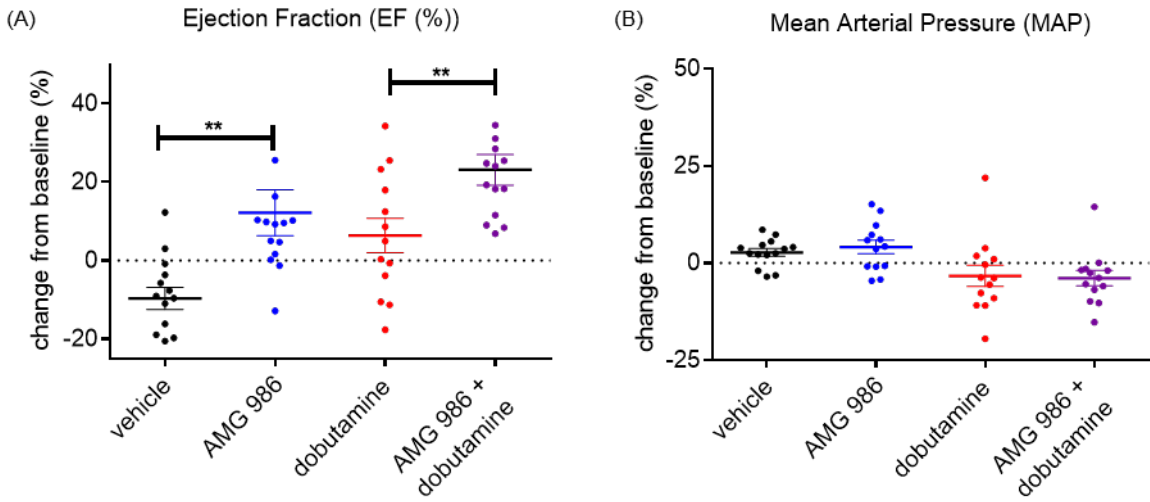 (A)
Ejection Fraction (EF (%))
change from baseline (%)
40
20
0
-20
**
**
vehicle
AMG 986
dobutamine
AMG 986 +
dobutamine
(B)
Mean Arterial Pressure (MAP)
change from baseline (%)
50
25
0
-25
vehicle
AMG 986
dobutamine
AMG 986 +
dobutamine